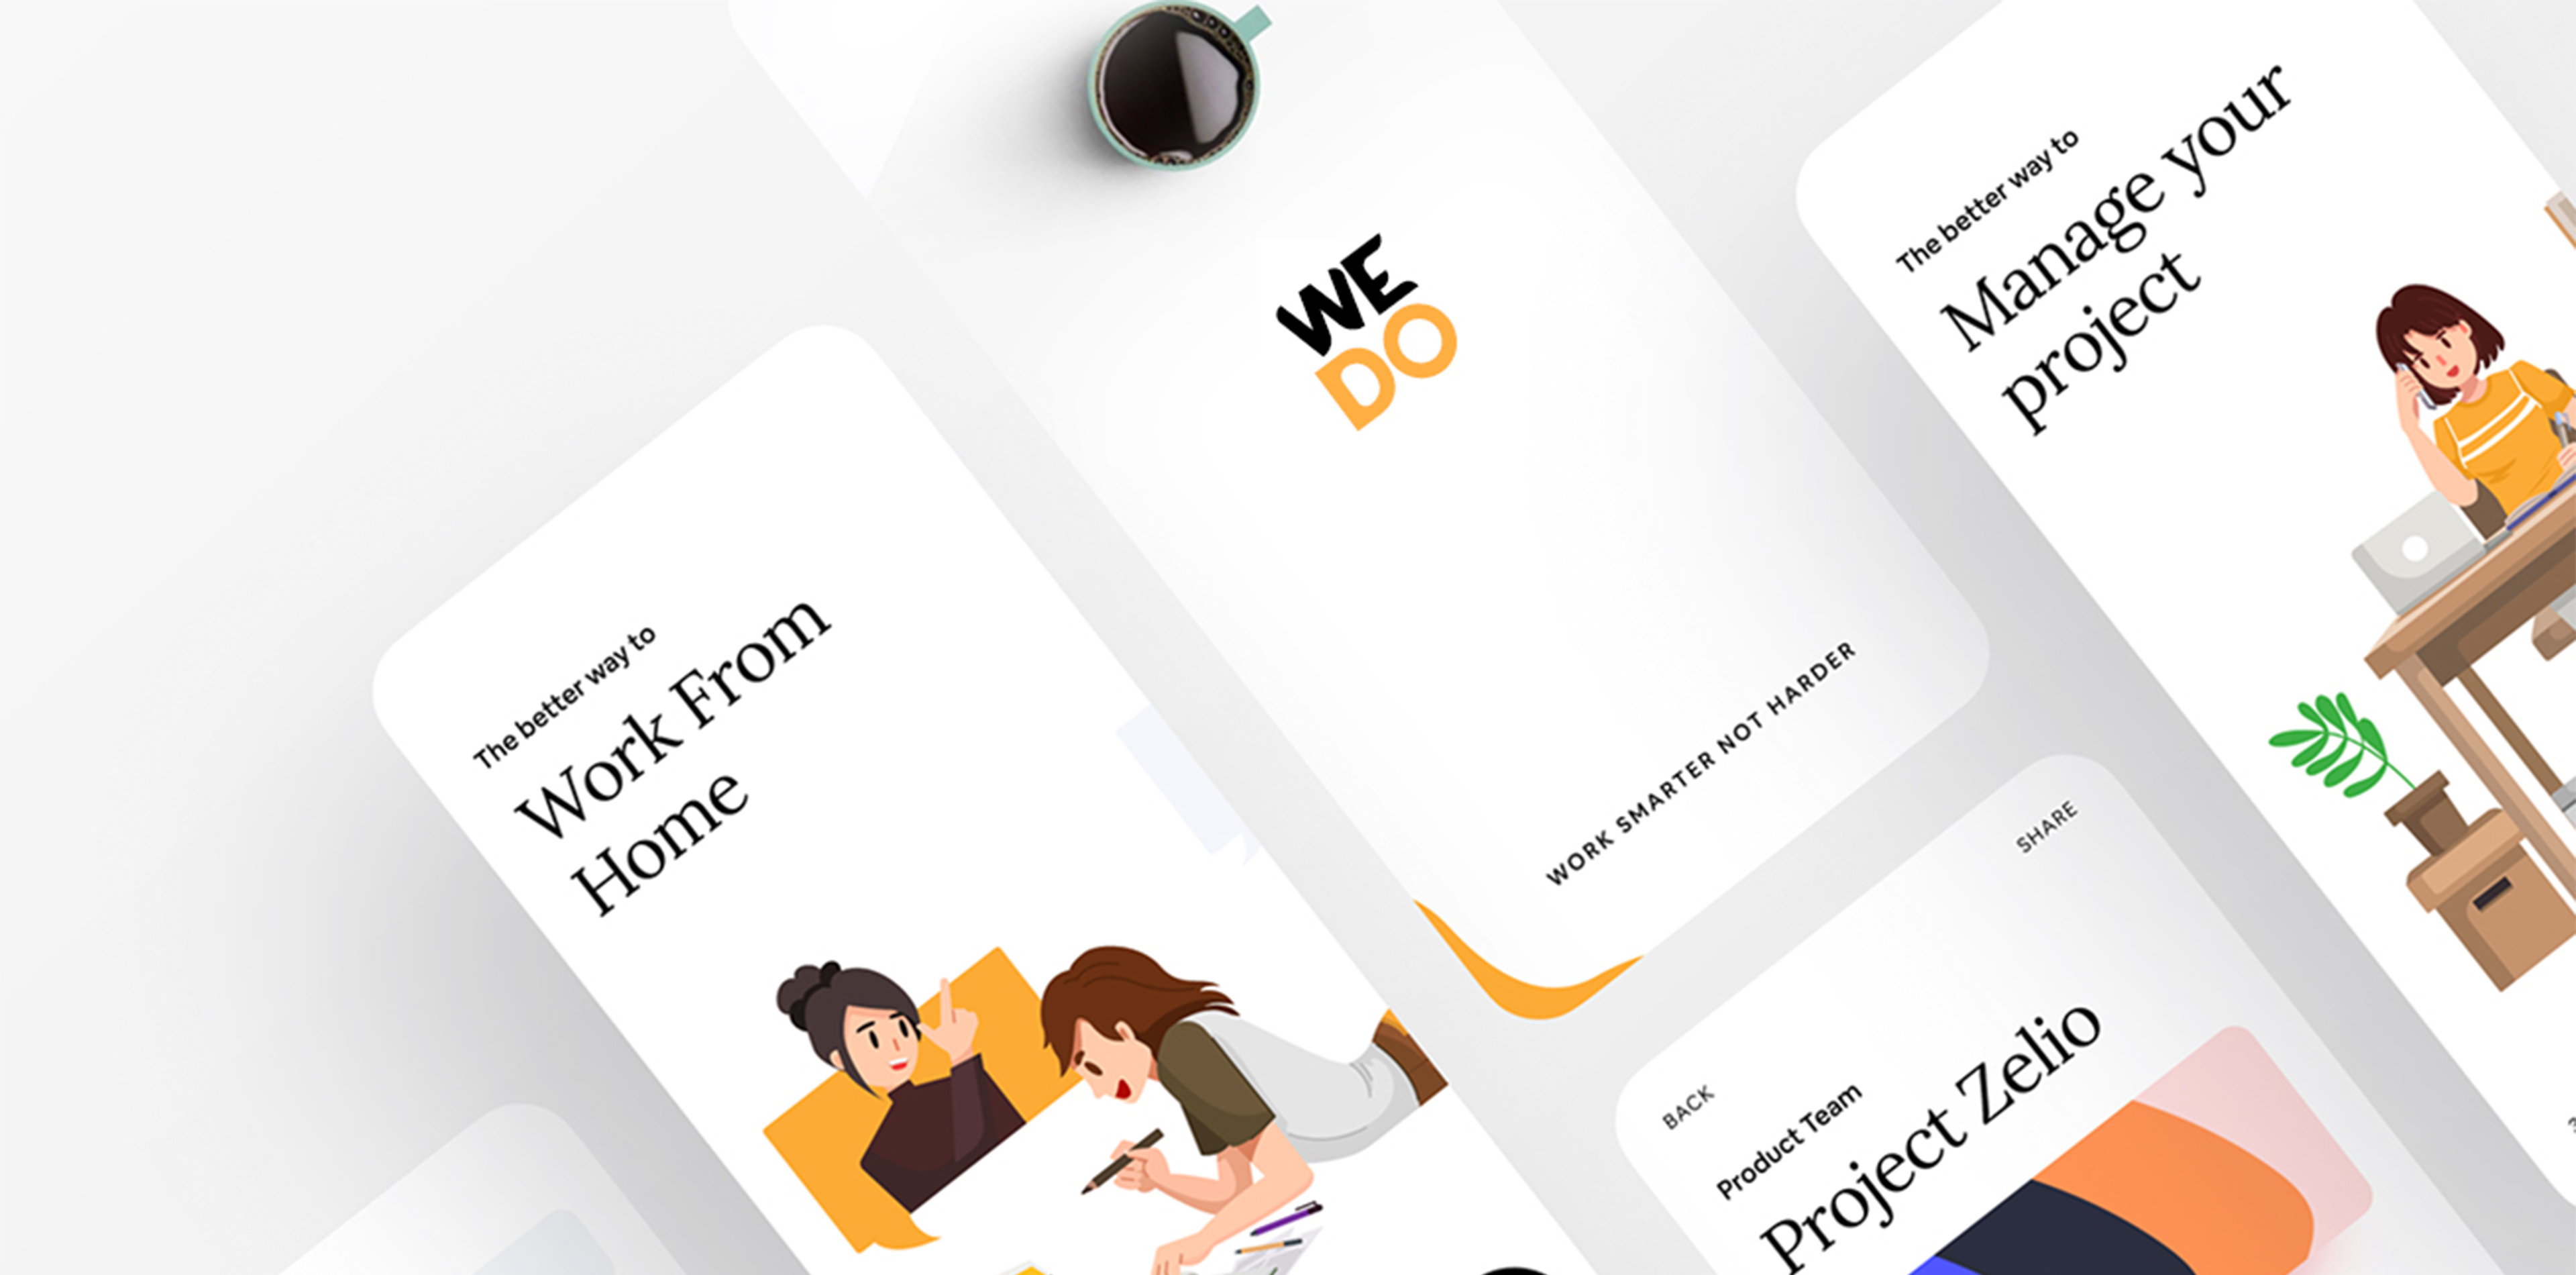 The better way to
Work From
Home
WE
DO
WORK SMARTER NOT HARDER
The better way to
Manage your
project
BACK
SHARE
Product Team
Project Zelio